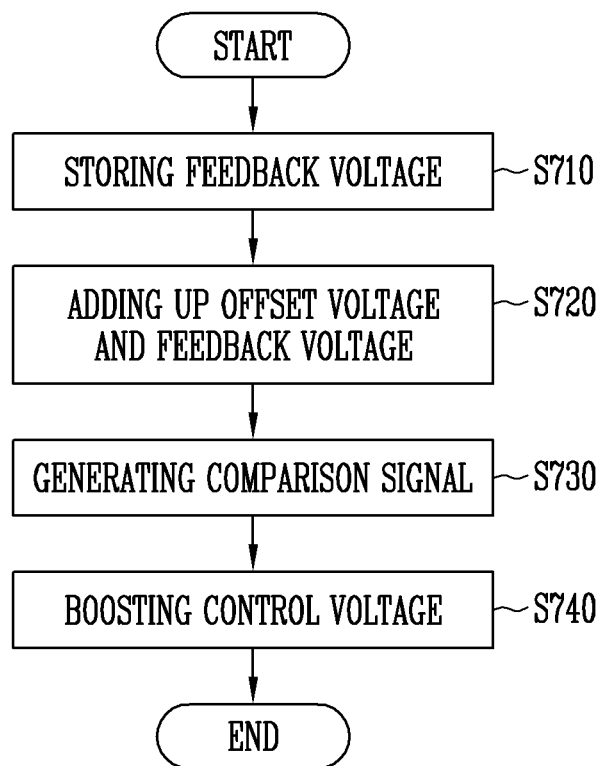 START
STORING FEEDBACK VOLTAGE
S710
ADDING UP OFFSET VOLTAGE
AND FEEDBACK VOLTAGE
S720
GENERATING COMPARISON SIGNAL
S730
BOOSTING CONTROL VOLTAGE
S740
END